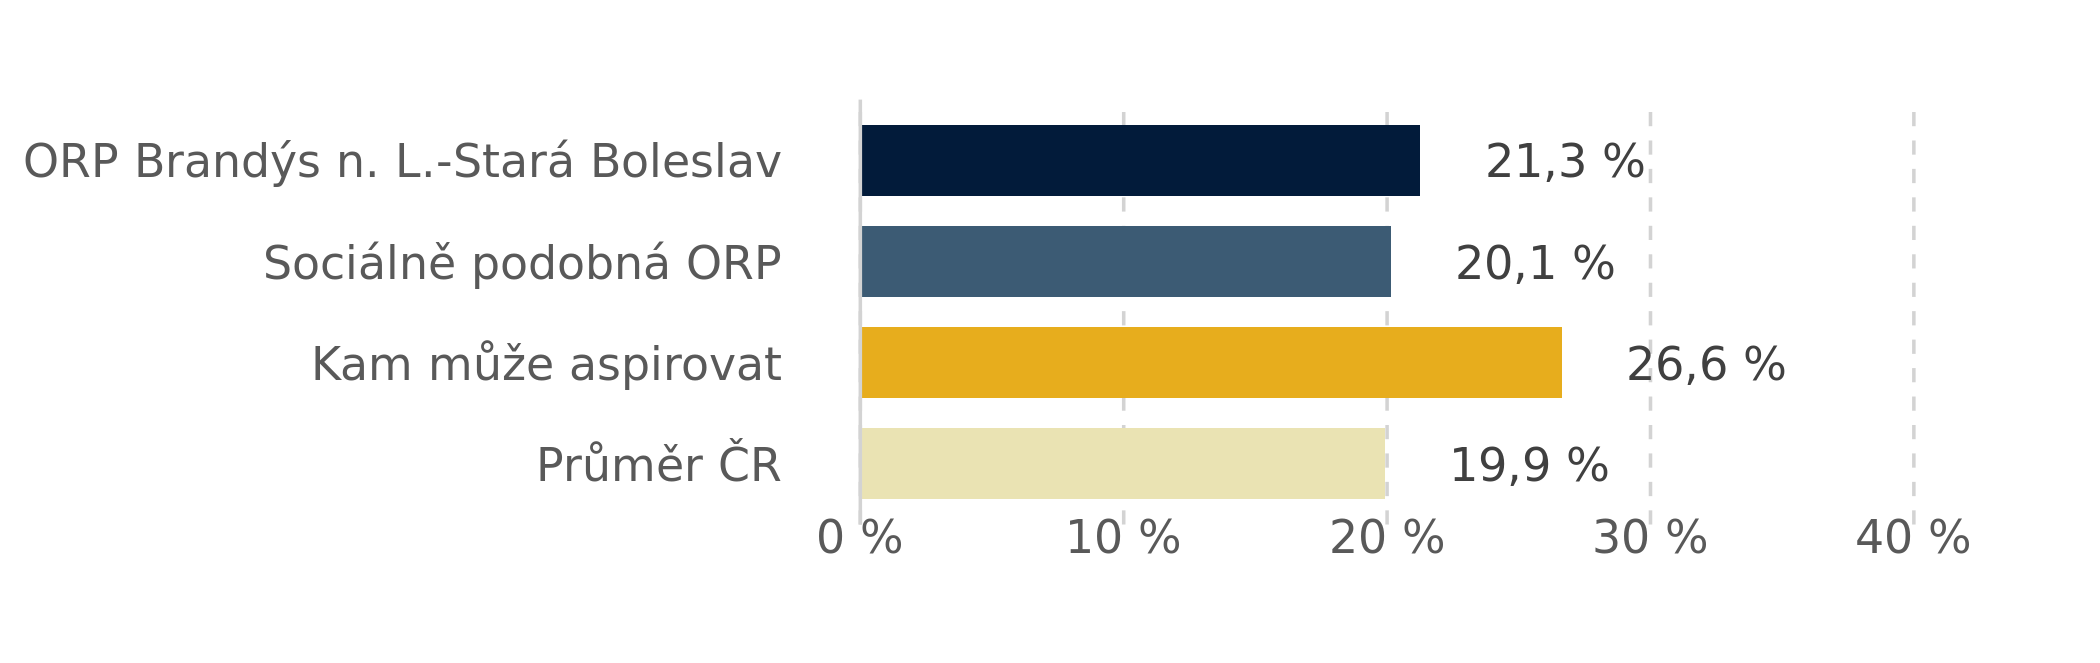 ORP Brandýs n. L.-Stará Boleslav 21,3 %
Sociálně podobná ORP 20,1 %
Kam může aspirovat 26,6 %
Průměr ČR 19,9 %
0 % 10 % 20 % 30 % 40 %